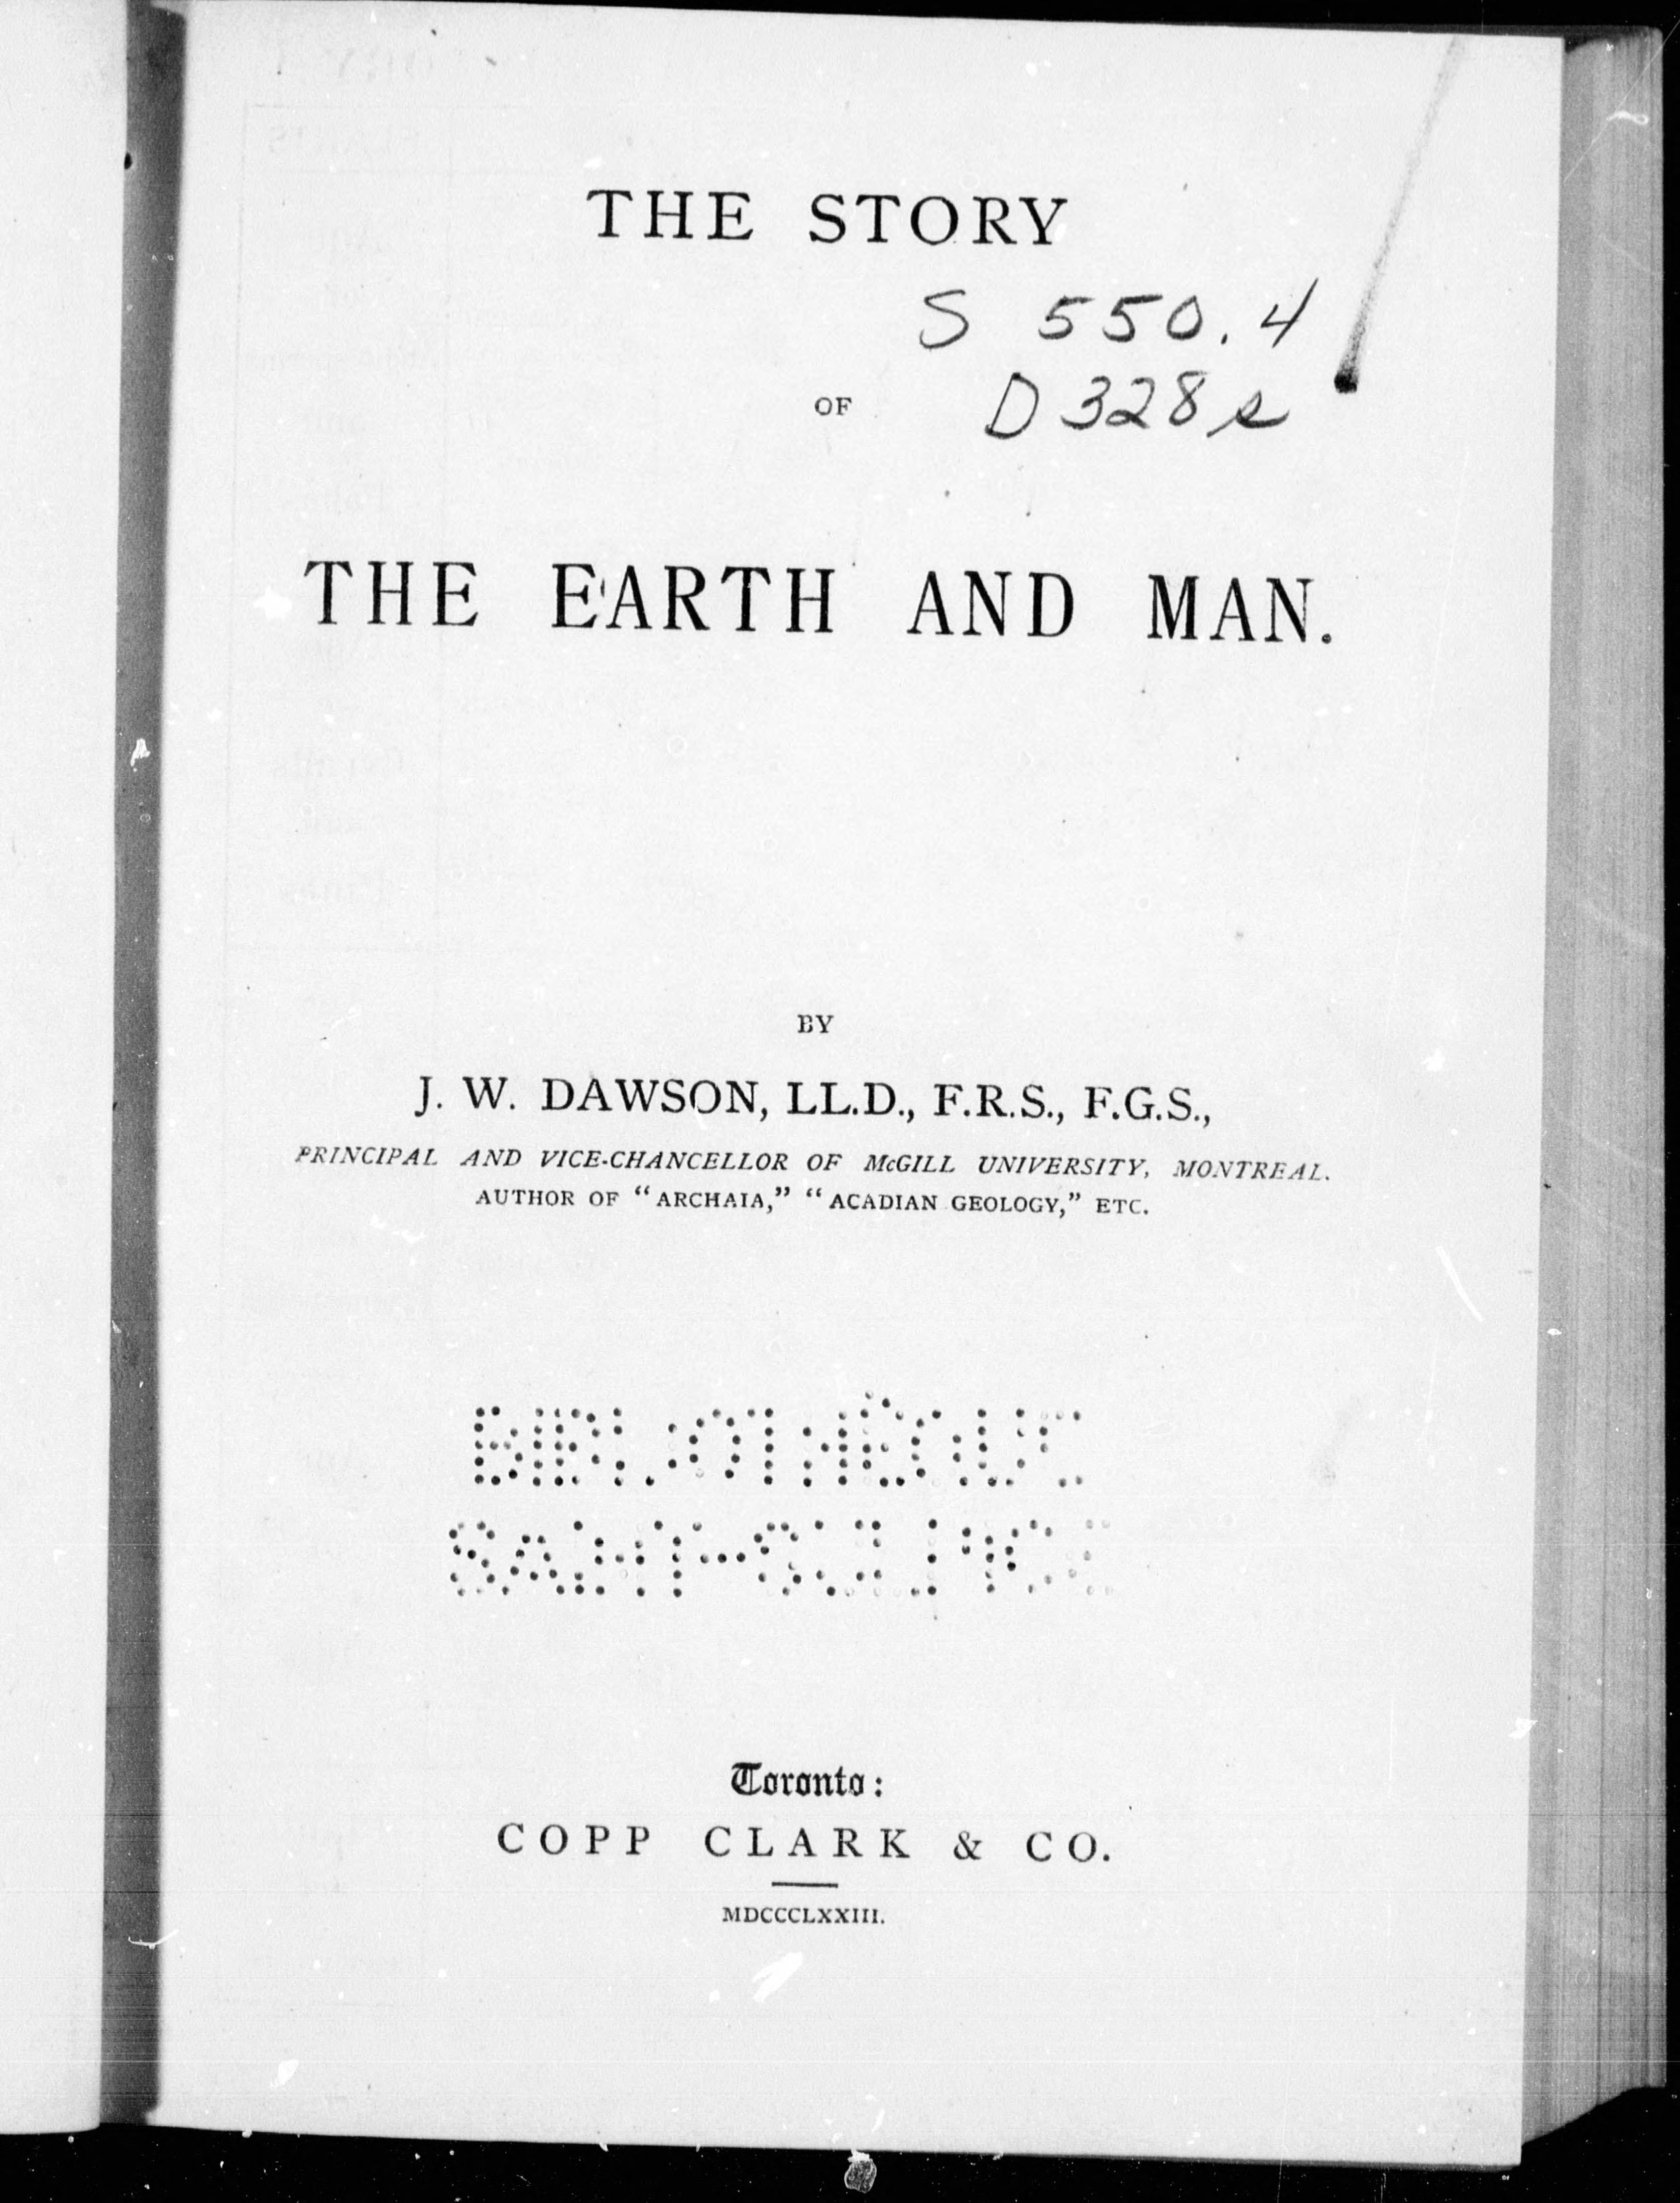 THE STORY
S 550.4
OF
D328s
THE EARTH AND MAN.
BY
J. W. DAWSON, LL.D., F.R.S., F.G.S.,
PRINCIPAL AND VICE-CHANCELLOR OF McGILL UNIVERSITY, MONTREAL.
AUTHOR OF “ARCHAIA,” “ACADIAN GEOLOGY,” ETC.
BIBLIOTHÈQUE
SAINT-SULPICE
Toronto:
COPP CLARK & CO.
MDCCCLXXIII.